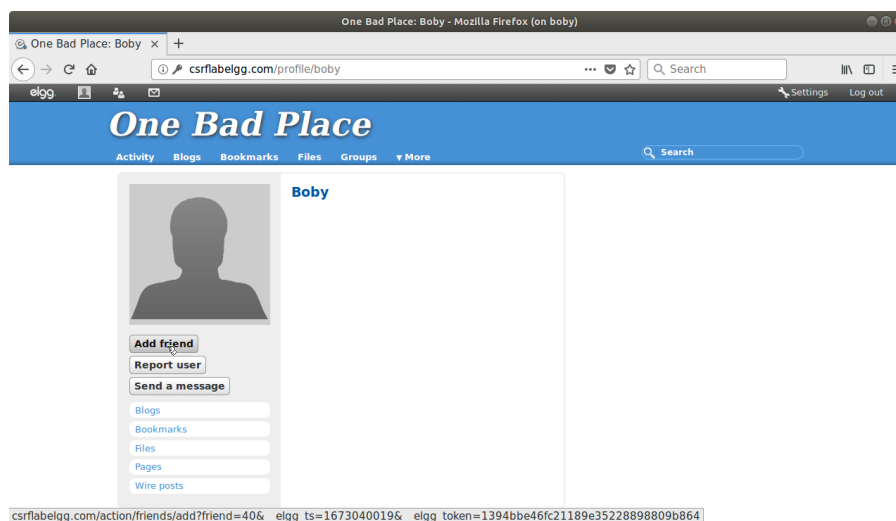 One Bad Place: Boby - Mozilla Firefox (on boby)
One Bad Place: Boby × +
csrflabelgg.com/profile/boby ••• Search
elgg Settings Log out
One Bad Place
Activity Blogs Bookmarks Files Groups ▾ More Search
Boby
Add friend
Report user
Send a message
Blogs
Bookmarks
Files
Pages
Wire posts
csrflabelgg.com/action/friends/add?friend=40&__elgg_ts=1673040019&__elgg_token=1394bbe46fc21189e35228898809b864